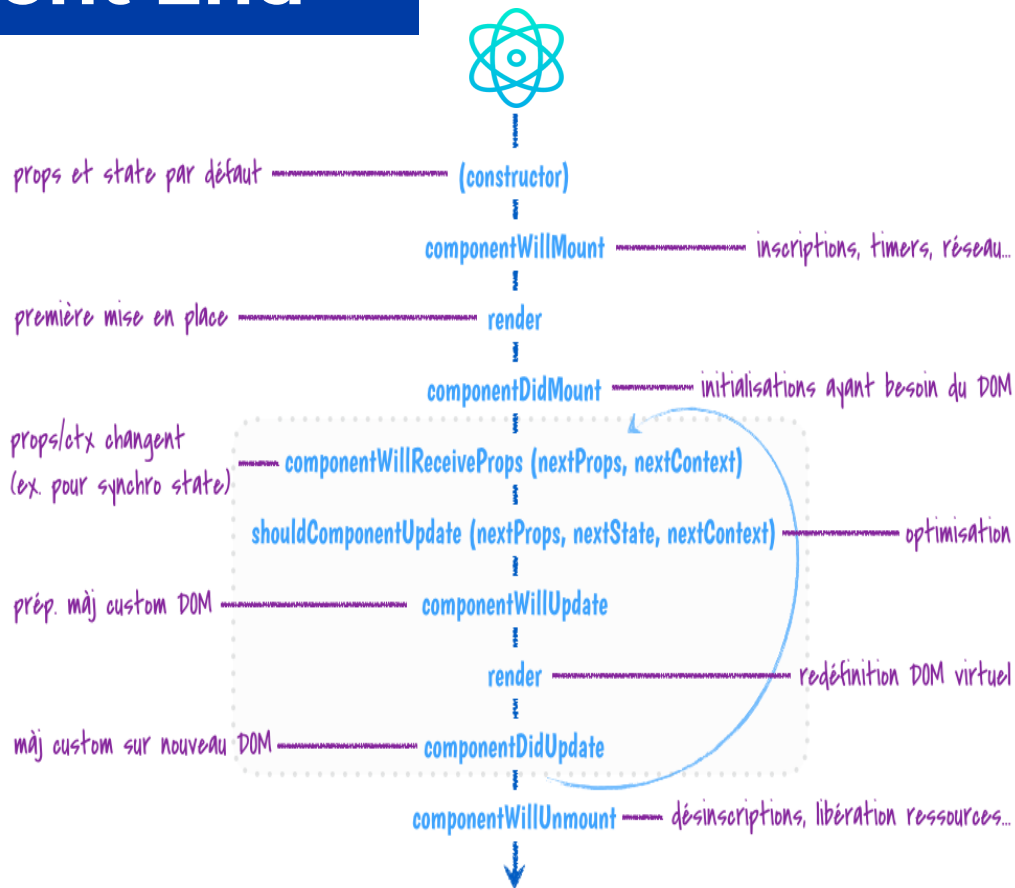 props et state par défaut
(constructor)
componentWillMount
inscriptions, timers, réseau...
première mise en place
render
componentDidMount
initialisations ayant besoin du DOM
props/ctx changent
(ex. pour synchro state)
componentWillReceiveProps (nextProps, nextContext)
shouldComponentUpdate (nextProps, nextState, nextContext)
optimisation
prép. màj custom DOM
componentWillUpdate
render
redéfinition DOM virtuel
màj custom sur nouveau DOM
componentDidUpdate
componentWillUnmount
désinscriptions, libération ressources...